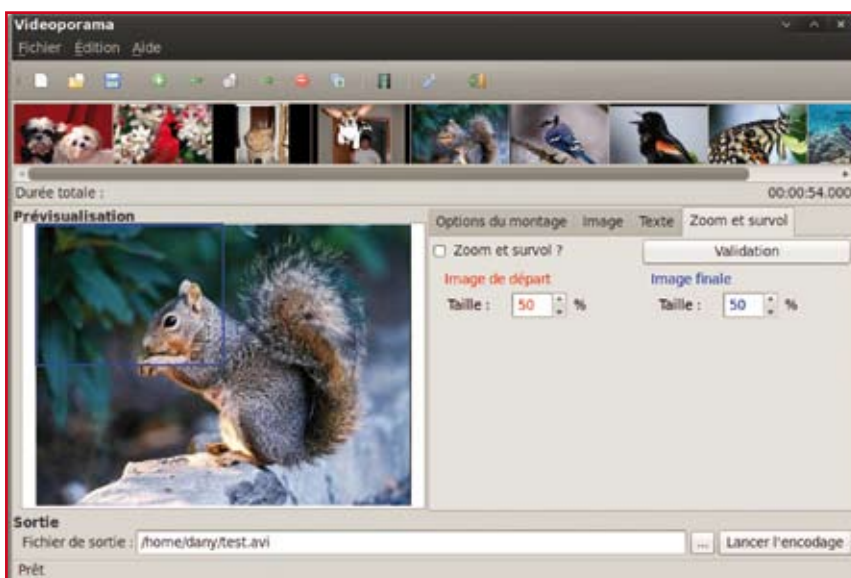 Videoporama
Fichier Édition Aide
Durée totale : 00:00:54.000
Prévisualisation
Options du montage Image Texte Zoom et survol
Zoom et survol ? Validation
Image de départ Image finale
Taille : 50 % Taille : 50 %
Sortie
Fichier de sortie : /home/dany/test.avi ... Lancer l'encodage
Prêt